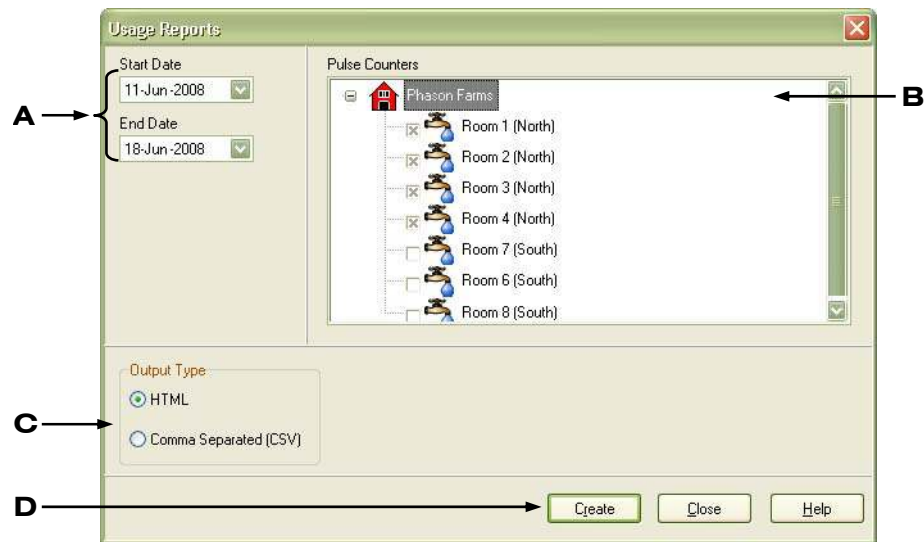 Usage Reports
Start Date
11-Jun-2008
End Date
18-Jun-2008
A
Pulse Counters
Phason Farms
Room 1 (North)
Room 2 (North)
Room 3 (North)
Room 4 (North)
Room 7 (South)
Room 6 (South)
Room 8 (South)
B
Output Type
HTML
Comma Separated (CSV)
C
D
Create
Close
Help